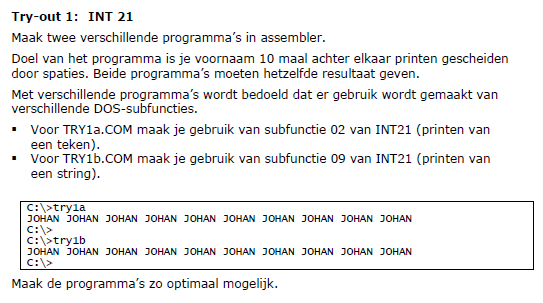 Try-out 1: INT 21
Maak twee verschillende programma's in assembler.
Doel van het programma is je voornaam 10 maal achter elkaar printen gescheiden
door spaties. Beide programma's moeten hetzelfde resultaat geven.
Met verschillende programma's wordt bedoeld dat er gebruik wordt gemaakt van
verschillende DOS-subfuncties.
▪ Voor TRY1a.COM maak je gebruik van subfunctie 02 van INT21 (printen van
een teken).
▪ Voor TRY1b.COM maak je gebruik van subfunctie 09 van INT21 (printen van
een string).
C:\>try1a
JOHAN JOHAN JOHAN JOHAN JOHAN JOHAN JOHAN JOHAN JOHAN JOHAN
C:\>
C:\>try1b
JOHAN JOHAN JOHAN JOHAN JOHAN JOHAN JOHAN JOHAN JOHAN JOHAN
C:\>
Maak de programma's zo optimaal mogelijk.